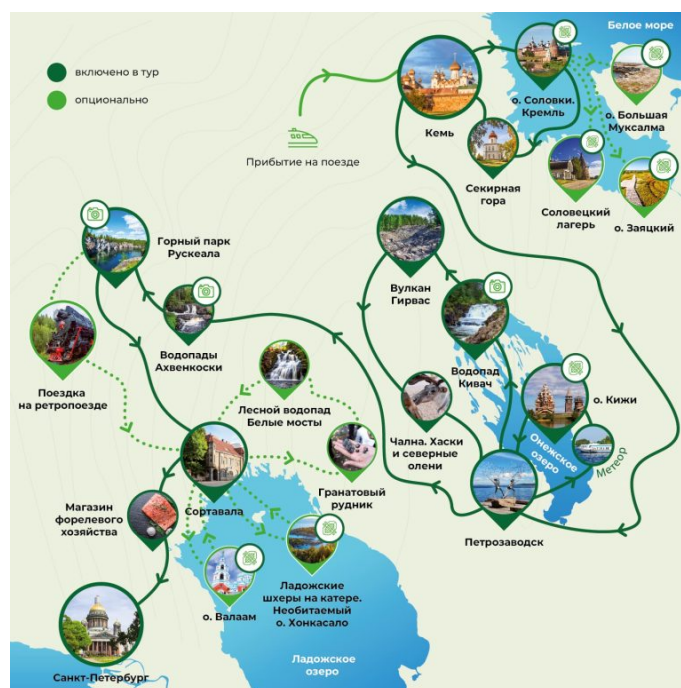 Белое море
включено в тур
опционально
Прибытие на поезде
Кемь
о. Соловки.
Кремль
о. Большая
Муксалма
Секирная
гора
Соловецкий
лагерь
о. Заяцкий
Горный парк
Рускеала
Вулкан
Гирвас
Водопады
Ахвенкоски
Водопад
Кивач
о. Кижи
Поездка
на ретропоезде
Лесной водопад
Белые мосты
Чална. Хаски
и северные
олени
Онежское
озеро
Метеор
Гранатовый
рудник
Магазин
форелевого
хозяйства
Сортавала
Петрозаводск
о. Валаам
Ладожские
шхеры на катере.
Необитаемый
о. Хонкасало
Ладожское
озеро
Санкт-Петербург